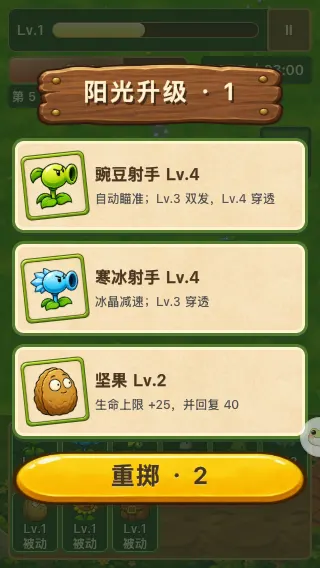 Lv.1
第 5
03:00
阳光升级 · 1
豌豆射手 Lv.4
自动瞄准；Lv.3 双发，Lv.4 穿透
寒冰射手 Lv.4
冰晶减速；Lv.3 穿透
坚果 Lv.2
生命上限 +25，并回复 40
重掷 · 2
Lv.1 Lv.1 Lv.1
被动 被动 被动